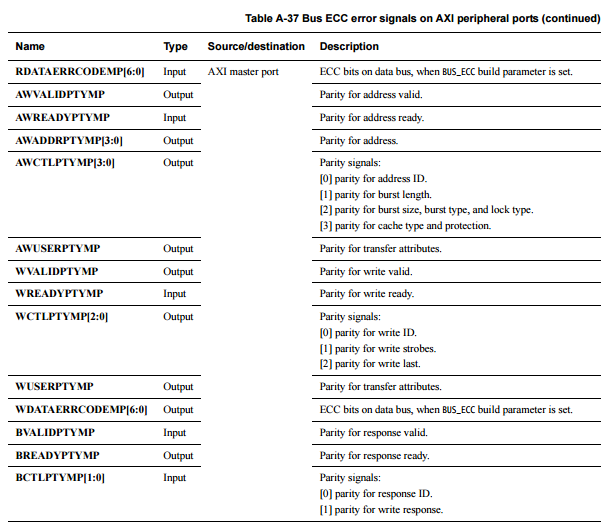 Table A-37 Bus ECC error signals on AXI peripheral ports (continued)
Name Type Source/destination Description
RDATAERRCODEMP[6:0] Input AXI master port ECC bits on data bus, when BUS_ECC build parameter is set.
AWVALIDPTYMP Output Parity for address valid.
AWREADYPTYMP Input Parity for address ready.
AWADDRPTYMP[3:0] Output Parity for address.
AWCTLPTYMP[3:0] Output Parity signals:
[0] parity for address ID.
[1] parity for burst length.
[2] parity for burst size, burst type, and lock type.
[3] parity for cache type and protection.
AWUSERPTYMP Output Parity for transfer attributes.
WVALIDPTYMP Output Parity for write valid.
WREADYPTYMP Input Parity for write ready.
WCTLPTYMP[2:0] Output Parity signals:
[0] parity for write ID.
[1] parity for write strobes.
[2] parity for write last.
WUSERPTYMP Output Parity for transfer attributes.
WDATAERRCODEMP[6:0] Output ECC bits on data bus, when BUS_ECC build parameter is set.
BVALIDPTYMP Input Parity for response valid.
BREADYPTYMP Output Parity for response ready.
BCTLPTYMP[1:0] Input Parity signals:
[0] parity for response ID.
[1] parity for write response.